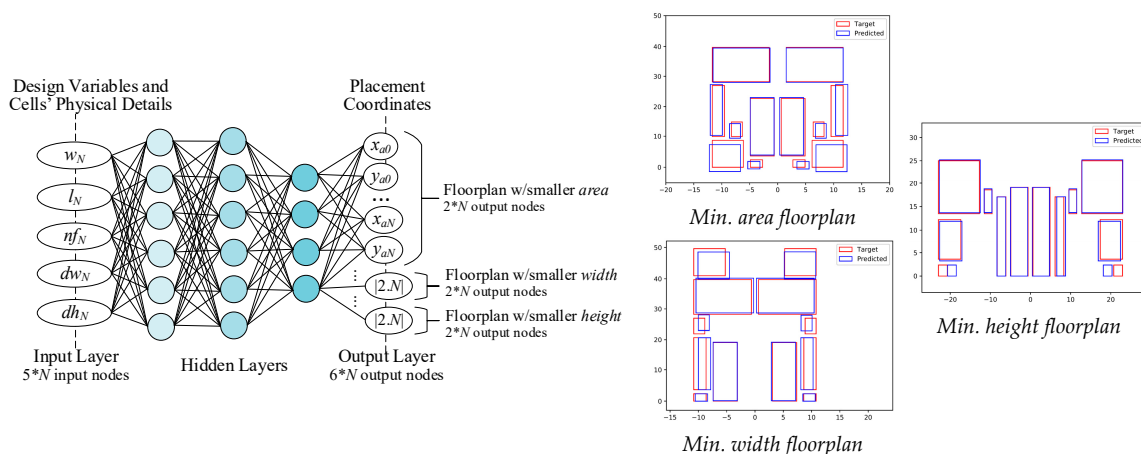 Design Variables and
Cells' Physical Details
w_N
l_N
nf_N
dw_N
dh_N
Input Layer
5*N input nodes
Hidden Layers
Placement
Coordinates
x_a0
y_a0
...
x_aN
y_aN
|2.N|
|2.N|
Output Layer
6*N output nodes
Floorplan w/smaller area
2*N output nodes
Floorplan w/smaller width
2*N output nodes
Floorplan w/smaller height
2*N output nodes
Target
Predicted
50
40
30
20
10
0
−20 −15 −10 −5 0 5 10 15 20
Min. area floorplan
Target
Predicted
50
40
30
20
10
0
−15 −10 −5 0 5 10 15 20
Min. width floorplan
Target
Predicted
30
25
20
15
10
5
0
−20 −10 0 10 20
Min. height floorplan